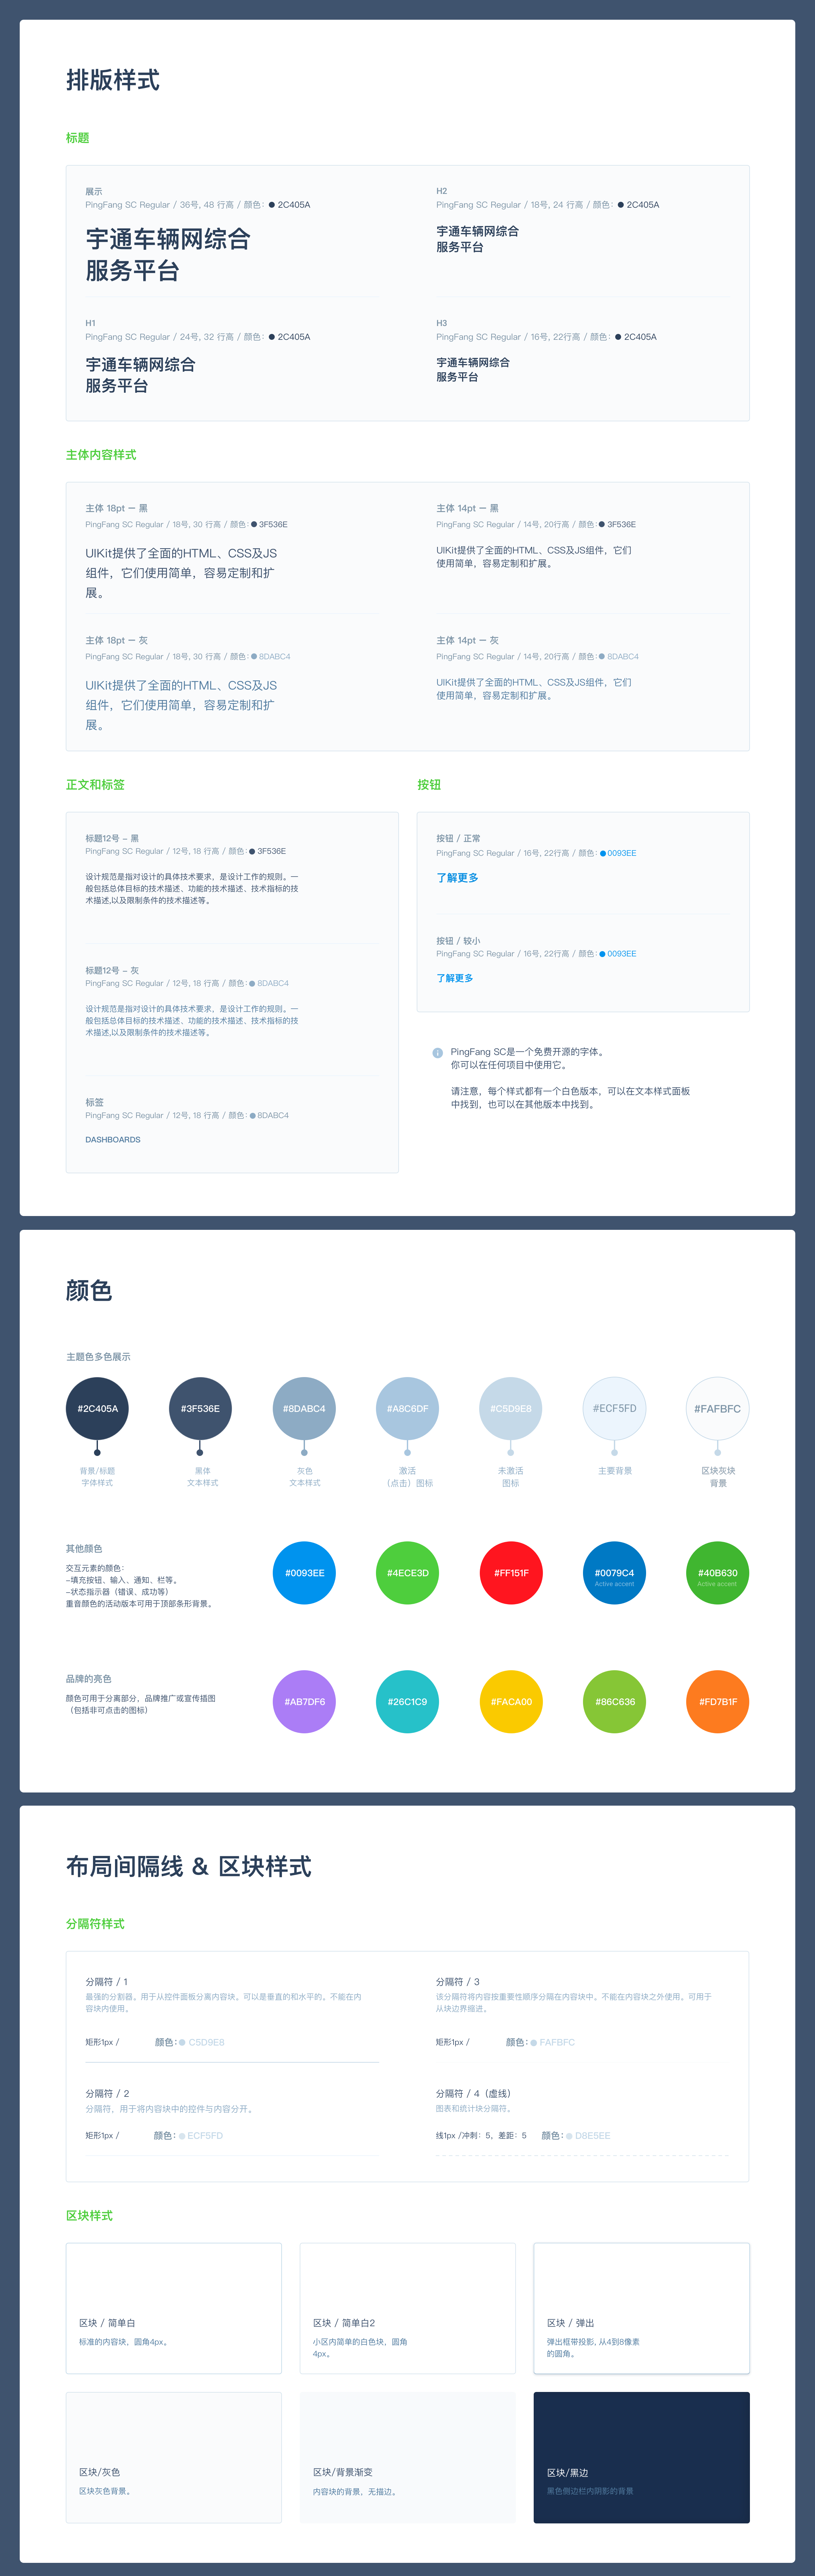 排版样式
标题
展示
PingFang SC Regular / 36号, 48 行高 / 颜色: 2C405A
宇通车辆网综合
服务平台
H2
PingFang SC Regular / 18号, 24 行高 / 颜色: 2C405A
宇通车辆网综合
服务平台
H1
PingFang SC Regular / 24号, 32 行高 / 颜色: 2C405A
宇通车辆网综合
服务平台
H3
PingFang SC Regular / 16号, 22行高 / 颜色: 2C405A
宇通车辆网综合
服务平台
主体内容样式
主体 18pt — 黑
PingFang SC Regular / 18号, 30 行高 / 颜色: 3F536E
UIKit提供了全面的HTML、CSS及JS
组件，它们使用简单，容易定制和扩
展。
主体 14pt — 黑
PingFang SC Regular / 14号, 20行高 / 颜色: 3F536E
UIKit提供了全面的HTML、CSS及JS组件，它们
使用简单，容易定制和扩展。
主体 18pt — 灰
PingFang SC Regular / 18号, 30 行高 / 颜色: 8DABC4
UIKit提供了全面的HTML、CSS及JS
组件，它们使用简单，容易定制和扩
展。
主体 14pt — 灰
PingFang SC Regular / 14号, 20行高 / 颜色: 8DABC4
UIKit提供了全面的HTML、CSS及JS组件，它们
使用简单，容易定制和扩展。
正文和标签
标题12号 – 黑
PingFang SC Regular / 12号, 18 行高 / 颜色: 3F536E
设计规范是指对设计的具体技术要求，是设计工作的规则。一
般包括总体目标的技术描述、功能的技术描述、技术指标的技
术描述,以及限制条件的技术描述等。
标题12号 – 灰
PingFang SC Regular / 12号, 18 行高 / 颜色: 8DABC4
设计规范是指对设计的具体技术要求，是设计工作的规则。一
般包括总体目标的技术描述、功能的技术描述、技术指标的技
术描述,以及限制条件的技术描述等。
标签
PingFang SC Regular / 12号, 18 行高 / 颜色: 8DABC4
DASHBOARDS
按钮
按钮 / 正常
PingFang SC Regular / 16号, 22行高 / 颜色: 0093EE
了解更多
按钮 / 较小
PingFang SC Regular / 16号, 22行高 / 颜色: 0093EE
了解更多
PingFang SC是一个免费开源的字体。
你可以在任何项目中使用它。
请注意，每个样式都有一个白色版本，可以在文本样式面板
中找到，也可以在其他版本中找到。
颜色
主题色多色展示
#2C405A
#3F536E
#8DABC4
#A8C6DF
#C5D9E8
#ECF5FD
#FAFBFC
背景/标题
字体样式
黑体
文本样式
灰色
文本样式
激活
（点击）图标
未激活
图标
主要背景
区块灰块
背景
其他颜色
交互元素的颜色：
–填充按钮、输入、通知、栏等。
–状态指示器（错误、成功等）
重音颜色的活动版本可用于顶部条形背景。
#0093EE
#4ECE3D
#FF151F
#0079C4
Active accent
#40B630
Active accent
品牌的亮色
颜色可用于分离部分，品牌推广或宣传插图
（包括非可点击的图标）
#AB7DF6
#26C1C9
#FACA00
#86C636
#FD7B1F
布局间隔线 & 区块样式
分隔符样式
分隔符 / 1
最强的分割器。用于从控件面板分离内容块。可以是垂直的和水平的，不能在内
容块内使用。
矩形1px / 颜色: C5D9E8
分隔符 / 3
该分隔符将内容按重要性顺序分隔在内容块中。不能在内容块之外使用。可用于
从块边界缩进。
矩形1px / 颜色: FAFBFC
分隔符 / 2
分隔符，用于将内容块中的控件与内容分开。
矩形1px / 颜色: ECF5FD
分隔符 / 4（虚线）
图表和统计块分隔符。
线1px /冲刺：5，差距：5 颜色: D8E5EE
区块样式
区块 / 简单白
标准的内容块，圆角4px。
区块 / 简单白2
小区内简单的白色块，圆角
4px。
区块 / 弹出
弹出框带投影, 从4到8像素
的圆角。
区块/灰色
区块灰色背景。
区块/背景渐变
内容块的背景，无描边。
区块/黑边
黑色侧边栏内阴影的背景